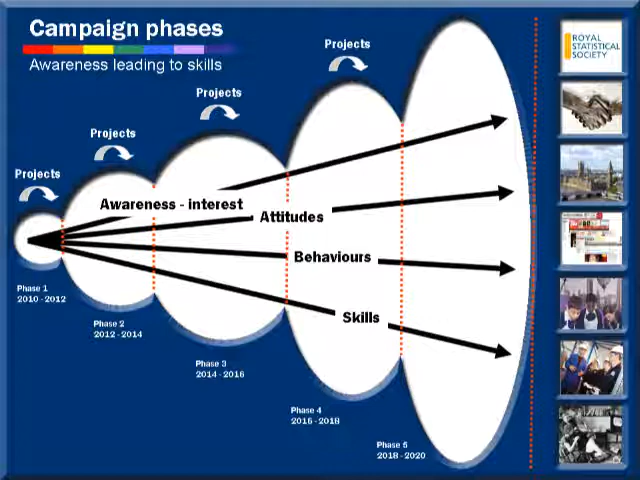 Campaign phases
Awareness leading to skills
ROYAL
STATISTICAL
SOCIETY
Projects
Projects
Projects
Projects
Awareness - interest
Attitudes
Behaviours
Skills
Phase 1
2010 - 2012
Phase 2
2012 - 2014
Phase 3
2014 - 2016
Phase 4
2016 - 2018
Phase 5
2018 - 2020